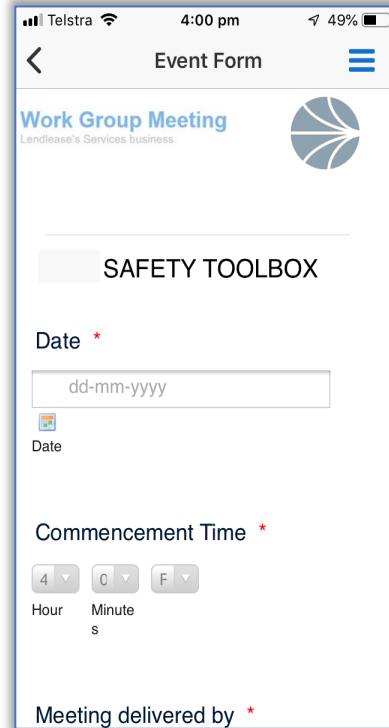 Telstra 4:00 pm 49%
Event Form
Work Group Meeting
Lendlease's Services business
SAFETY TOOLBOX
Date *
dd-mm-yyyy
Date
Commencement Time *
4 0 F
Hour Minute
s
Meeting delivered by *